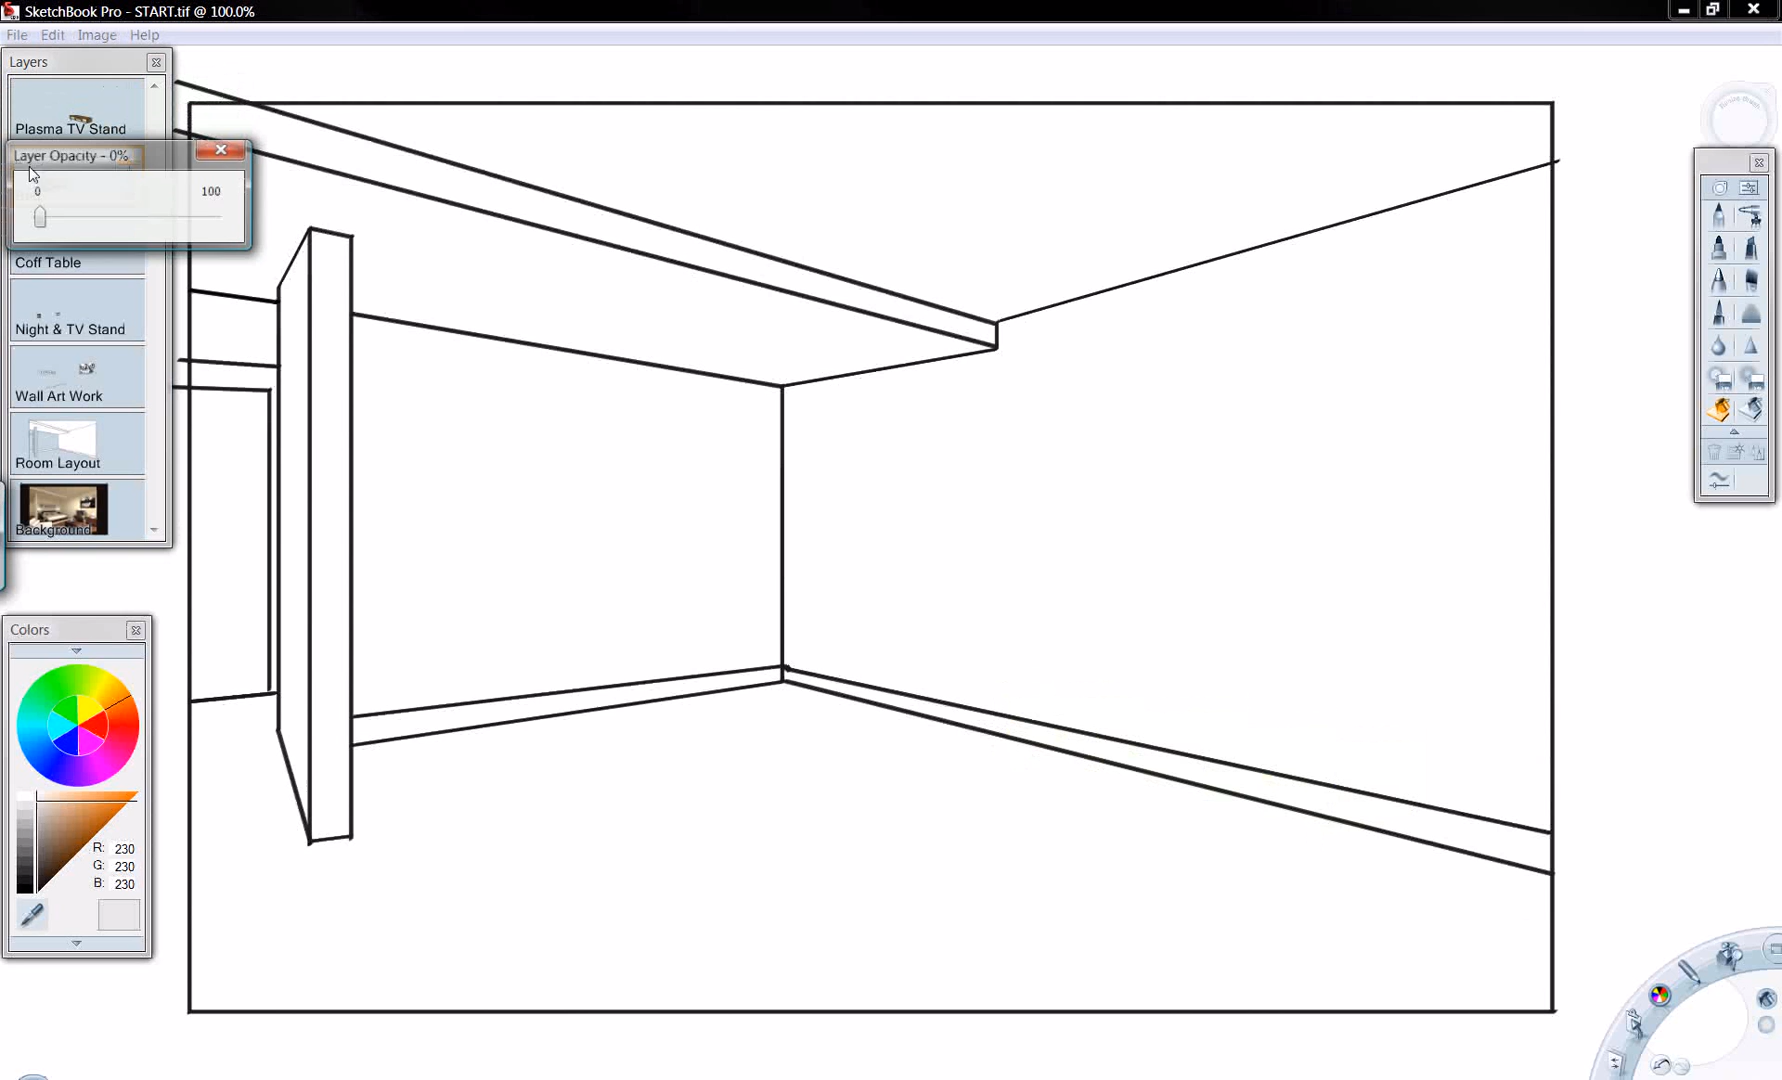 SketchBook Pro - START.tif @ 100.0%
File Edit Image Help
Layers
Plasma TV Stand
Layer Opacity - 0%
0 100
Coff Table
Night & TV Stand
Wall Art Work
Room Layout
Background
Colors
R: 230
G: 230
B: 230